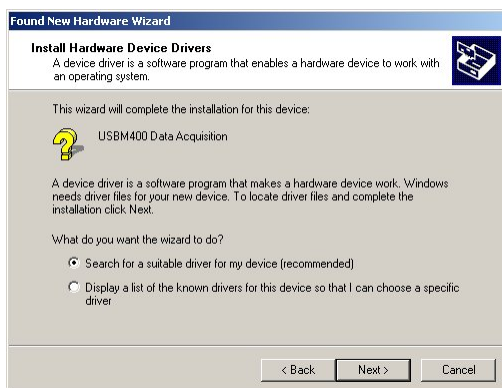 Found New Hardware Wizard
Install Hardware Device Drivers
A device driver is a software program that enables a hardware device to work with
an operating system.
This wizard will complete the installation for this device:
USBM400 Data Acquisition
A device driver is a software program that makes a hardware device work. Windows
needs driver files for your new device. To locate driver files and complete the
installation click Next.
What do you want the wizard to do?
Search for a suitable driver for my device (recommended)
Display a list of the known drivers for this device so that I can choose a specific
driver
< Back
Next >
Cancel